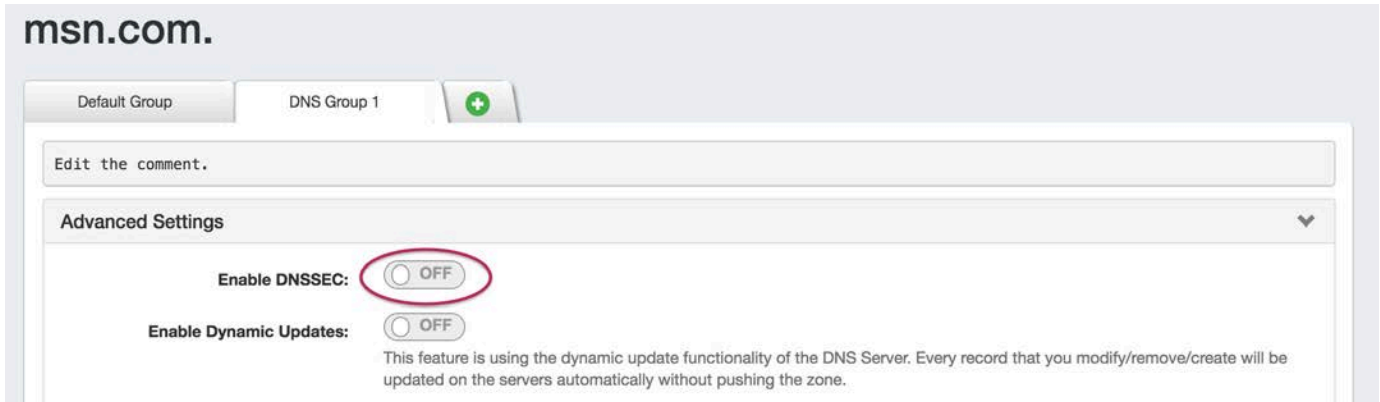 msn.com.
Default Group
DNS Group 1
Edit the comment.
Advanced Settings
Enable DNSSEC: OFF
Enable Dynamic Updates: OFF
This feature is using the dynamic update functionality of the DNS Server. Every record that you modify/remove/create will be
updated on the servers automatically without pushing the zone.